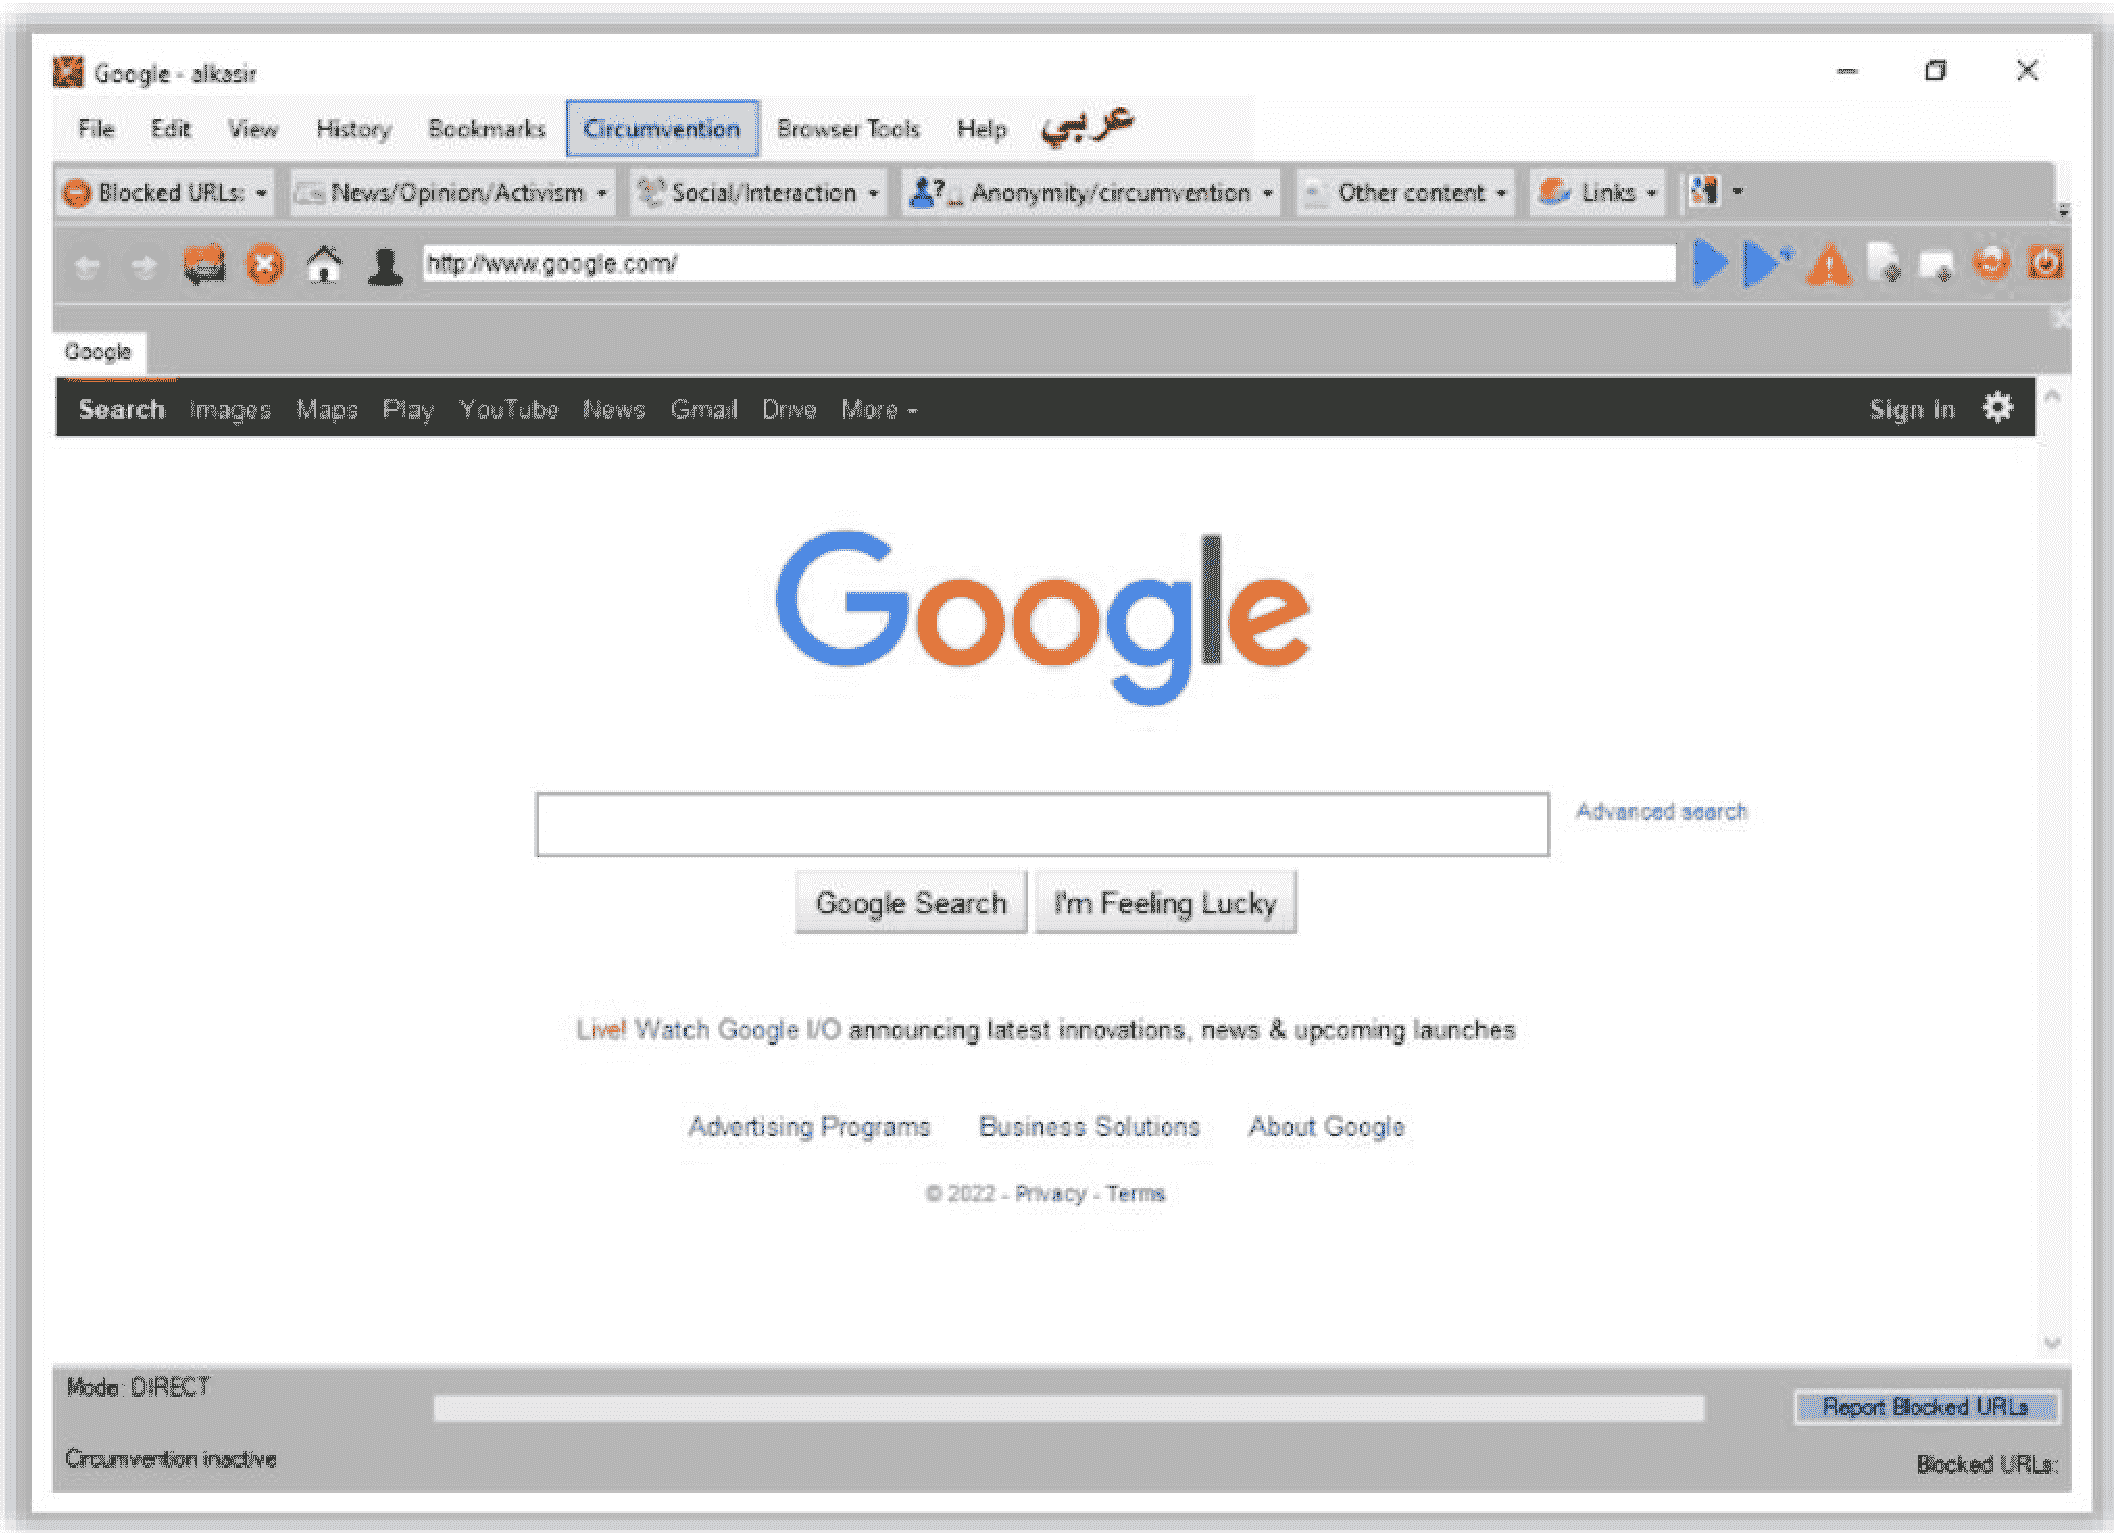 Google - alkasir
File Edit View History Bookmarks Circumvention Browser Tools Help عربي
Blocked URLs: News/Opinion/Activism Social/Interaction ? Anonymity/circumvention Other content Links
http://www.google.com/
Google
Search Images Maps Play YouTube News Gmail Drive More Sign in
Google
Advanced search
Google Search I'm Feeling Lucky
Live! Watch Google I/O announcing latest innovations, news & upcoming launches
Advertising Programs Business Solutions About Google
© 2022 - Privacy - Terms
Mode: DIRECT
Report Blocked URLs
Circumvention inactive
Blocked URLs: